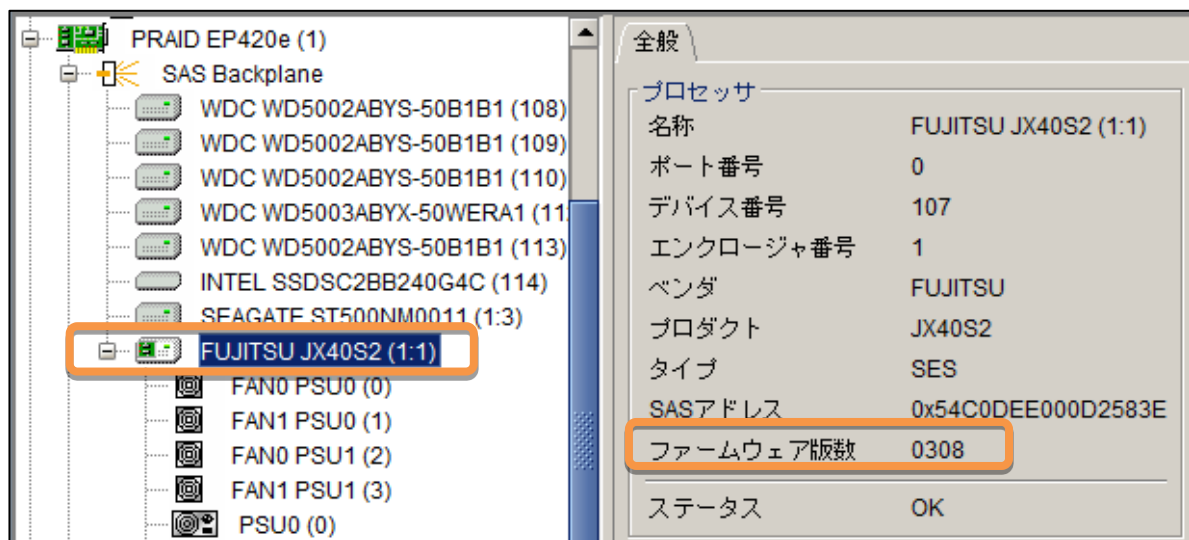 PRAID EP420e (1)
SAS Backplane
WDC WD5002ABYS-50B1B1 (108)
WDC WD5002ABYS-50B1B1 (109)
WDC WD5002ABYS-50B1B1 (110)
WDC WD5003ABYX-50WERA1 (11
WDC WD5002ABYS-50B1B1 (113)
INTEL SSDSC2BB240G4C (114)
SEAGATE ST500NM0011 (1:3)
FUJITSU JX40S2 (1:1)
FAN0 PSU0 (0)
FAN1 PSU0 (1)
FAN0 PSU1 (2)
FAN1 PSU1 (3)
PSU0 (0)
全般
プロセッサ
名称 FUJITSU JX40S2 (1:1)
ポート番号 0
デバイス番号 107
エンクロージャ番号 1
ベンダ FUJITSU
プロダクト JX40S2
タイプ SES
SASアドレス 0x54C0DEE000D2583E
ファームウェア版数 0308
ステータス OK